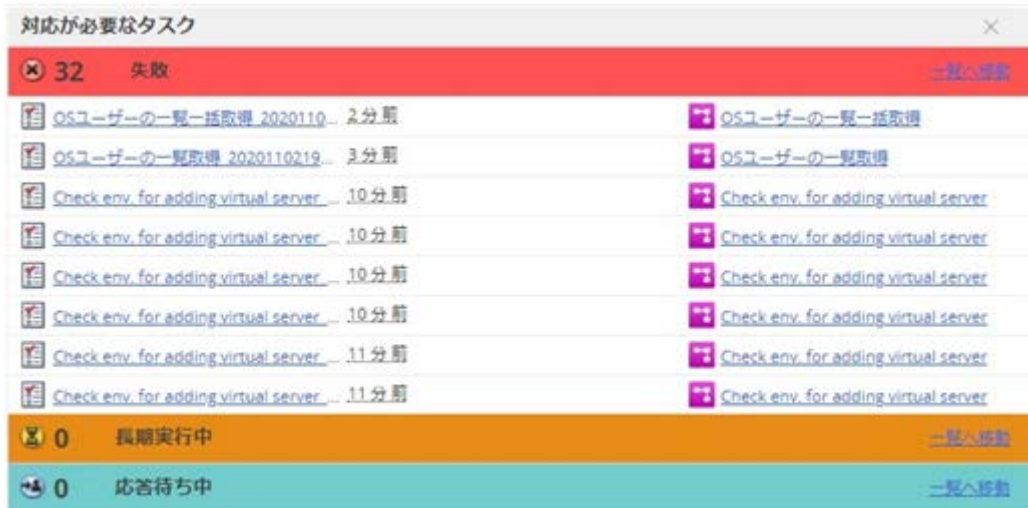 対応が必要なタスク
32 失敗 一覧へ移動
OSユーザーの一覧一括取得_2020110... 2分前 OSユーザーの一覧一括取得
OSユーザーの一覧取得_2020110219... 3分前 OSユーザーの一覧取得
Check env. for adding virtual server_... 10分前 Check env. for adding virtual server
Check env. for adding virtual server_... 10分前 Check env. for adding virtual server
Check env. for adding virtual server_... 10分前 Check env. for adding virtual server
Check env. for adding virtual server_... 10分前 Check env. for adding virtual server
Check env. for adding virtual server_... 11分前 Check env. for adding virtual server
Check env. for adding virtual server_... 11分前 Check env. for adding virtual server
0 長期実行中 一覧へ移動
0 応答待ち中 一覧へ移動